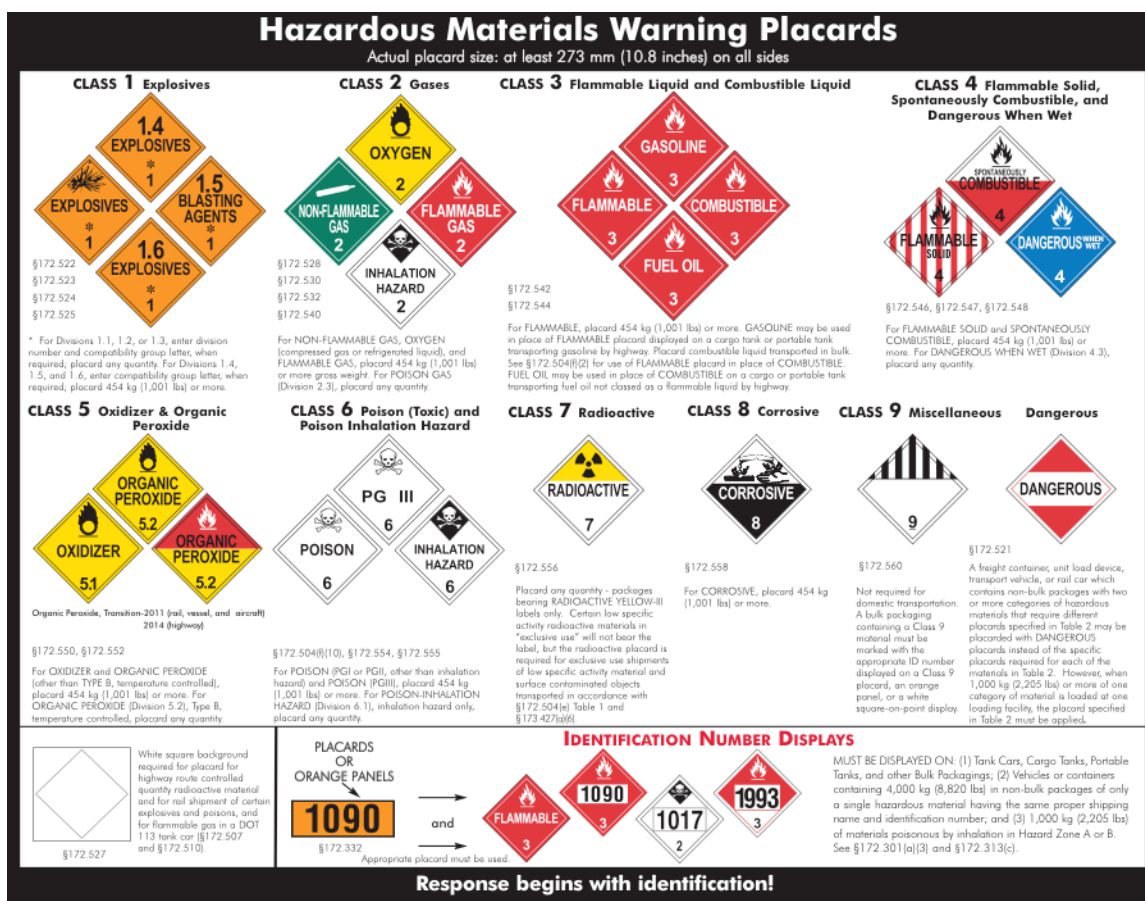 Hazardous Materials Warning Placards
Actual placard size: at least 273 mm (10.8 inches) on all sides
CLASS 1 Explosives
1.4
EXPLOSIVES
*
1
EXPLOSIVES
*
1
1.5
BLASTING
AGENTS
*
1
1.6
EXPLOSIVES
*
1
§172.522
§172.523
§172.524
§172.525
* For Divisions 1.1, 1.2, or 1.3, enter division
number and compatibility group letter, when
required; placard any quantity. For Divisions 1.4,
1.5, and 1.6, enter compatibility group letter, when
required; placard 454 kg (1,001 lbs) or more.
CLASS 2 Gases
OXYGEN
2
NON-FLAMMABLE
GAS
2
FLAMMABLE
GAS
2
INHALATION
HAZARD
2
§172.528
§172.530
§172.532
§172.540
For NON-FLAMMABLE GAS, OXYGEN
(compressed gas or refrigerated liquid), and
FLAMMABLE GAS, placard 454 kg (1,001 lbs)
or more gross weight. For POISON GAS
(Division 2.3), placard any quantity.
CLASS 3 Flammable Liquid and Combustible Liquid
GASOLINE
3
FLAMMABLE
3
COMBUSTIBLE
3
FUEL OIL
3
§172.542
§172.544
For FLAMMABLE, placard 454 kg (1,001 lbs) or more. GASOLINE may be used
in place of FLAMMABLE placard displayed on a cargo tank or portable tank
transporting gasoline by highway. Placard combustible liquid transported in bulk.
See §172.504(f)(2) for use of FLAMMABLE placard in place of COMBUSTIBLE.
FUEL OIL may be used in place of COMBUSTIBLE on a cargo or portable tank
transporting fuel oil not classed as a flammable liquid by highway.
CLASS 4 Flammable Solid,
Spontaneously Combustible, and
Dangerous When Wet
SPONTANEOUSLY
COMBUSTIBLE
4
FLAMMABLE
SOLID
4
DANGEROUS WHEN WET
4
§172.546, §172.547, §172.548
For FLAMMABLE SOLID and SPONTANEOUSLY
COMBUSTIBLE, placard 454 kg (1,001 lbs) or
more. For DANGEROUS WHEN WET (Division 4.3),
placard any quantity.
CLASS 5 Oxidizer & Organic
Peroxide
ORGANIC
PEROXIDE
5.2
OXIDIZER
5.1
ORGANIC
PEROXIDE
5.2
Organic Peroxide, Transition-2011 (rail, vessel, and aircraft)
2014 (highway)
§172.550, §172.552
For OXIDIZER and ORGANIC PEROXIDE
(other than TYPE B, temperature controlled),
placard 454 kg (1,001 lbs) or more. For
ORGANIC PEROXIDE (Division 5.2), Type B,
temperature controlled, placard any quantity.
CLASS 6 Poison (Toxic) and
Poison Inhalation Hazard
PG III
6
POISON
6
INHALATION
HAZARD
6
§172.504(f)(10), §172.554, §172.555
For POISON (PGI or PGII, other than inhalation
hazard) and POISON (PGIII), placard 454 kg
(1,001 lbs) or more. For POISON-INHALATION
HAZARD (Division 6.1), inhalation hazard only,
placard any quantity.
CLASS 7 Radioactive
RADIOACTIVE
7
§172.556
Placard any quantity - packages
bearing RADIOACTIVE YELLOW-III
labels only. Certain low specific
activity radioactive materials in
"exclusive use" will not bear the
label, but the radioactive placard is
required for exclusive use shipments
of low specific activity material and
surface contaminated objects
transported in accordance with
§172.504(e) Table 1 and
§173.427(a)(6).
CLASS 8 Corrosive
CORROSIVE
8
§172.558
For CORROSIVE, placard 454 kg
(1,001 lbs) or more.
CLASS 9 Miscellaneous
9
§172.560
Not required for
domestic transportation.
A bulk packaging
containing a Class 9
material must be
marked with the
appropriate ID number
displayed on a Class 9
placard, an orange
panel, or a white
square-on-point display.
Dangerous
DANGEROUS
§172.521
A freight container, unit load device,
transport vehicle, or rail car which
contains non-bulk packages with two
or more categories of hazardous
materials that require different
placards specified in Table 2 may be
placarded with DANGEROUS
placards instead of the specific
placards required for each of the
materials in Table 2. However, when
1,000 kg (2,205 lbs) or more of one
category of material is loaded at one
loading facility, the placard specified
in Table 2 must be applied.
§172.527
White square background
required for placard for
highway route controlled
quantity radioactive material
and for rail shipment of certain
explosives and poisons, and
for flammable gas in a DOT
113 tank car (§172.507
and §172.510).
IDENTIFICATION NUMBER DISPLAYS
PLACARDS
OR
ORANGE PANELS
1090
§172.332
and
Appropriate placard must be used.
FLAMMABLE
3
1090
3
1017
2
1993
3
MUST BE DISPLAYED ON: (1) Tank Cars, Cargo Tanks, Portable
Tanks, and other Bulk Packagings; (2) Vehicles or containers
containing 4,000 kg (8,820 lbs) in non-bulk packages of only
a single hazardous material having the same proper shipping
name and identification number; and (3) 1,000 kg (2,205 lbs)
of materials poisonous by inhalation in Hazard Zone A or B.
See §172.301(a)(3) and §172.313(c).
Response begins with identification!